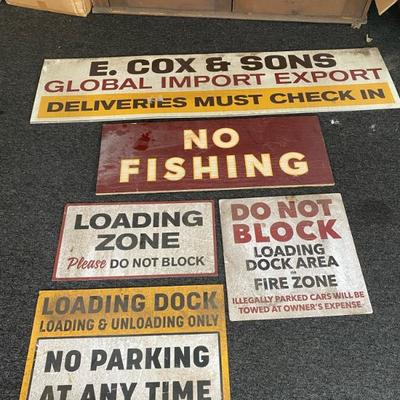 E. COX & SONS
GLOBAL IMPORT EXPORT
DELIVERIES MUST CHECK IN
NO
FISHING
LOADING
ZONE
Please DO NOT BLOCK
DO NOT
BLOCK
LOADING
DOCK AREA
OR
FIRE ZONE
ILLEGALLY PARKED CARS WILL BE
TOWED AT OWNER'S EXPENSE.
LOADING DOCK
LOADING & UNLOADING ONLY
NO PARKING
AT ANY TIME